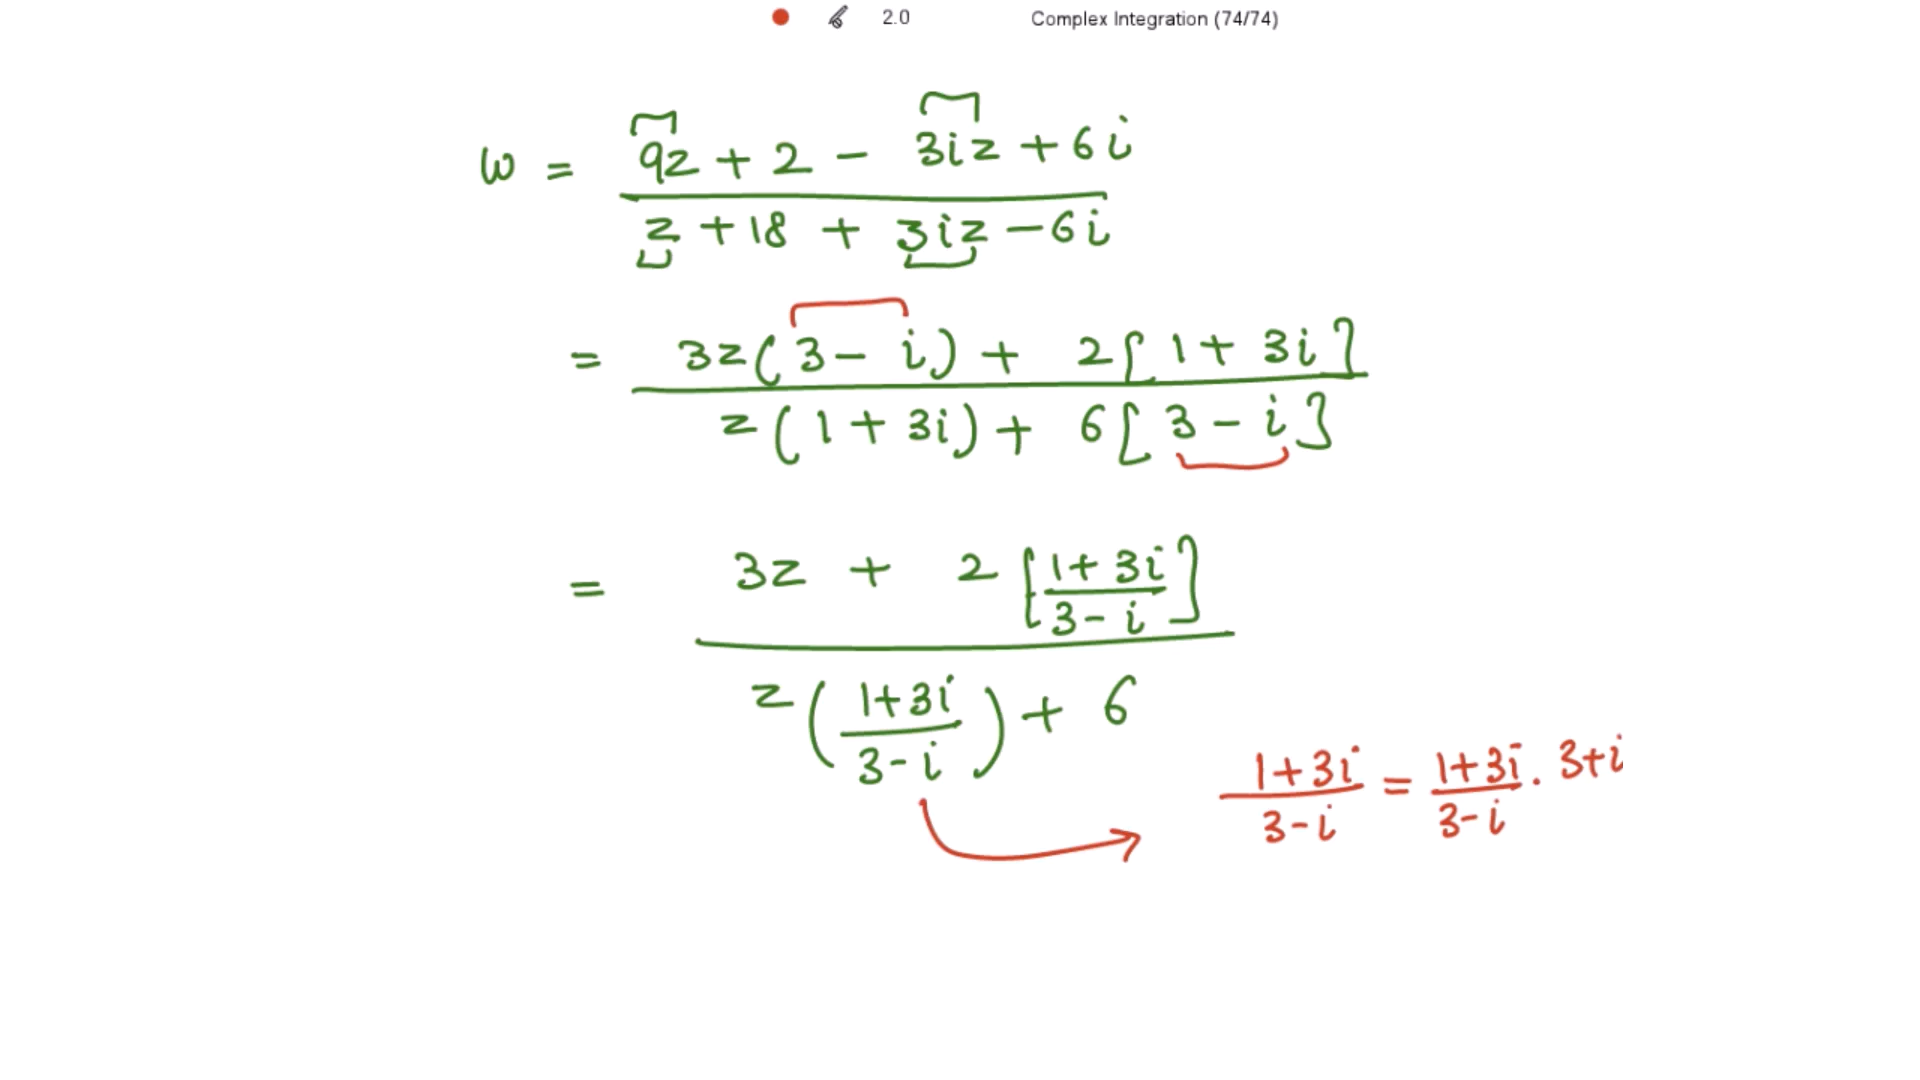 2.0 Complex Integration (74/74)
w = (9z + 2 - 3iz + 6i) / (z + 18 + 3iz - 6i)
= (3z(3 - i) + 2[1 + 3i]) / (z(1 + 3i) + 6[3 - i])
= (3z + 2[(1 + 3i)/(3 - i)]) / (z((1+3i)/(3-i)) + 6)
(1+3i)/(3-i) = (1+3i)/(3-i) . 3+i